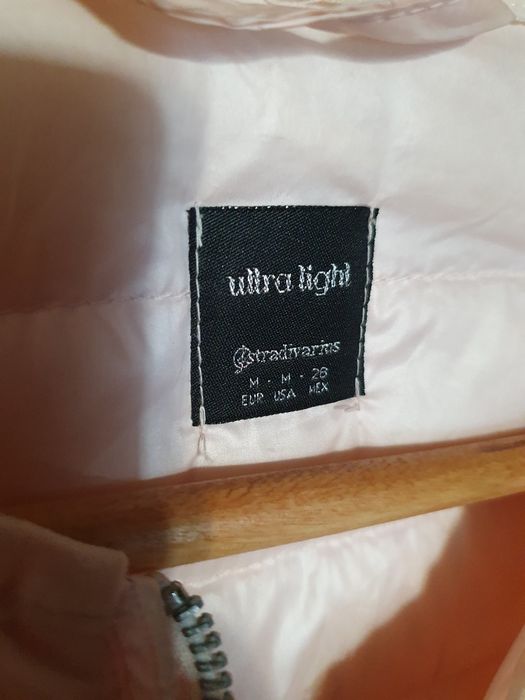 ultra light
stradivarius
M · M · 28
EUR USA MEX